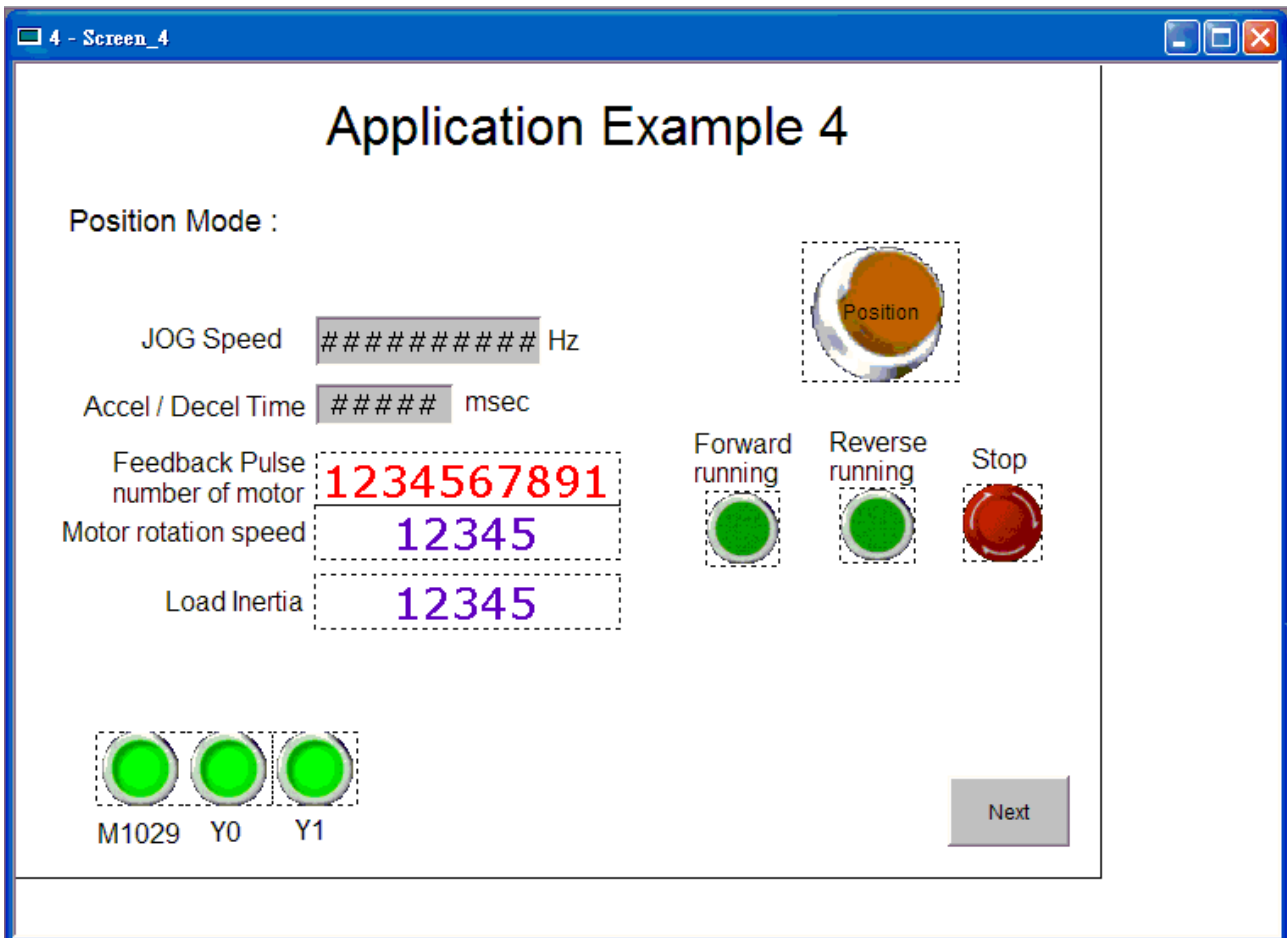 4 - Screen_4
Application Example 4
Position Mode :
Position
JOG Speed ########## Hz
Accel / Decel Time ##### msec
Feedback Pulse
number of motor 1234567891
Motor rotation speed 12345
Load Inertia 12345
Forward
running
Reverse
running
Stop
M1029 Y0 Y1
Next